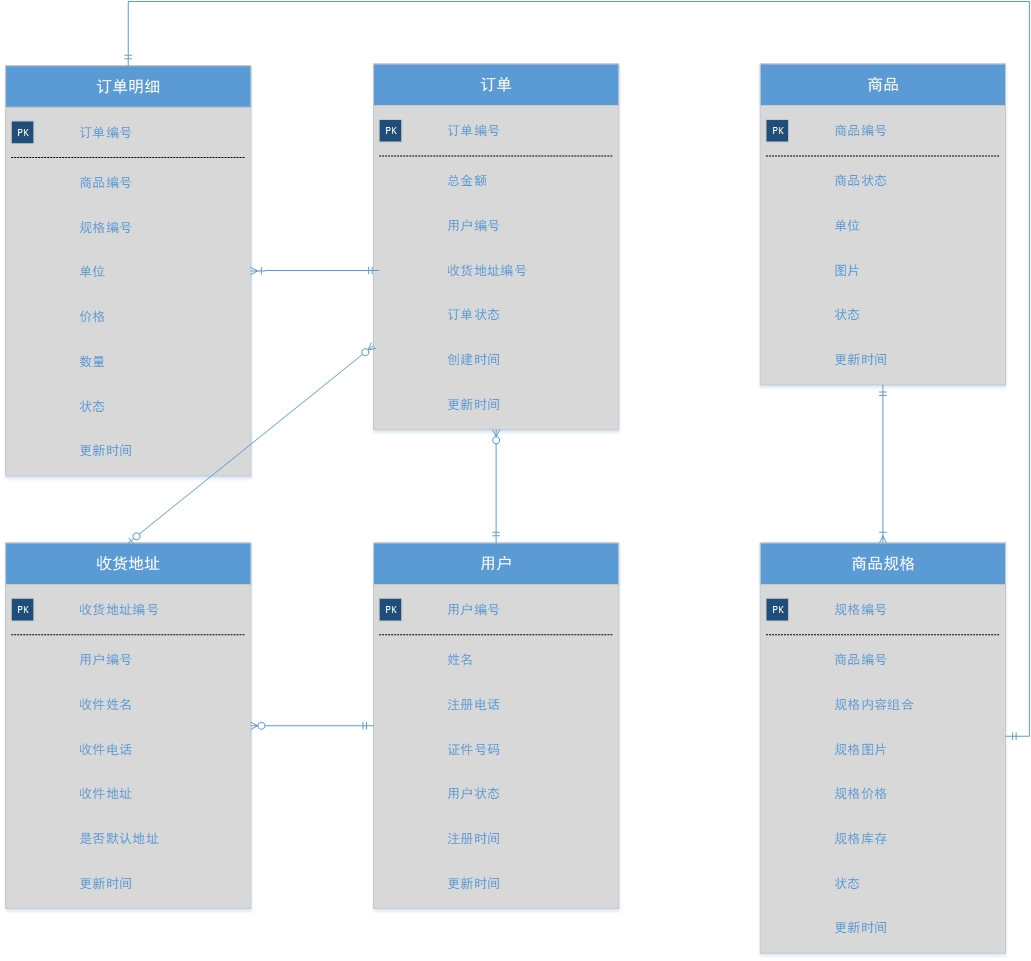 订单明细
PK 订单编号
商品编号
规格编号
单位
价格
数量
状态
更新时间
订单
PK 订单编号
总金额
用户编号
收货地址编号
订单状态
创建时间
更新时间
商品
PK 商品编号
商品状态
单位
图片
状态
更新时间
收货地址
PK 收货地址编号
用户编号
收件姓名
收件电话
收件地址
是否默认地址
更新时间
用户
PK 用户编号
姓名
注册电话
证件号码
用户状态
注册时间
更新时间
商品规格
PK 规格编号
商品编号
规格内容组合
规格图片
规格价格
规格库存
状态
更新时间